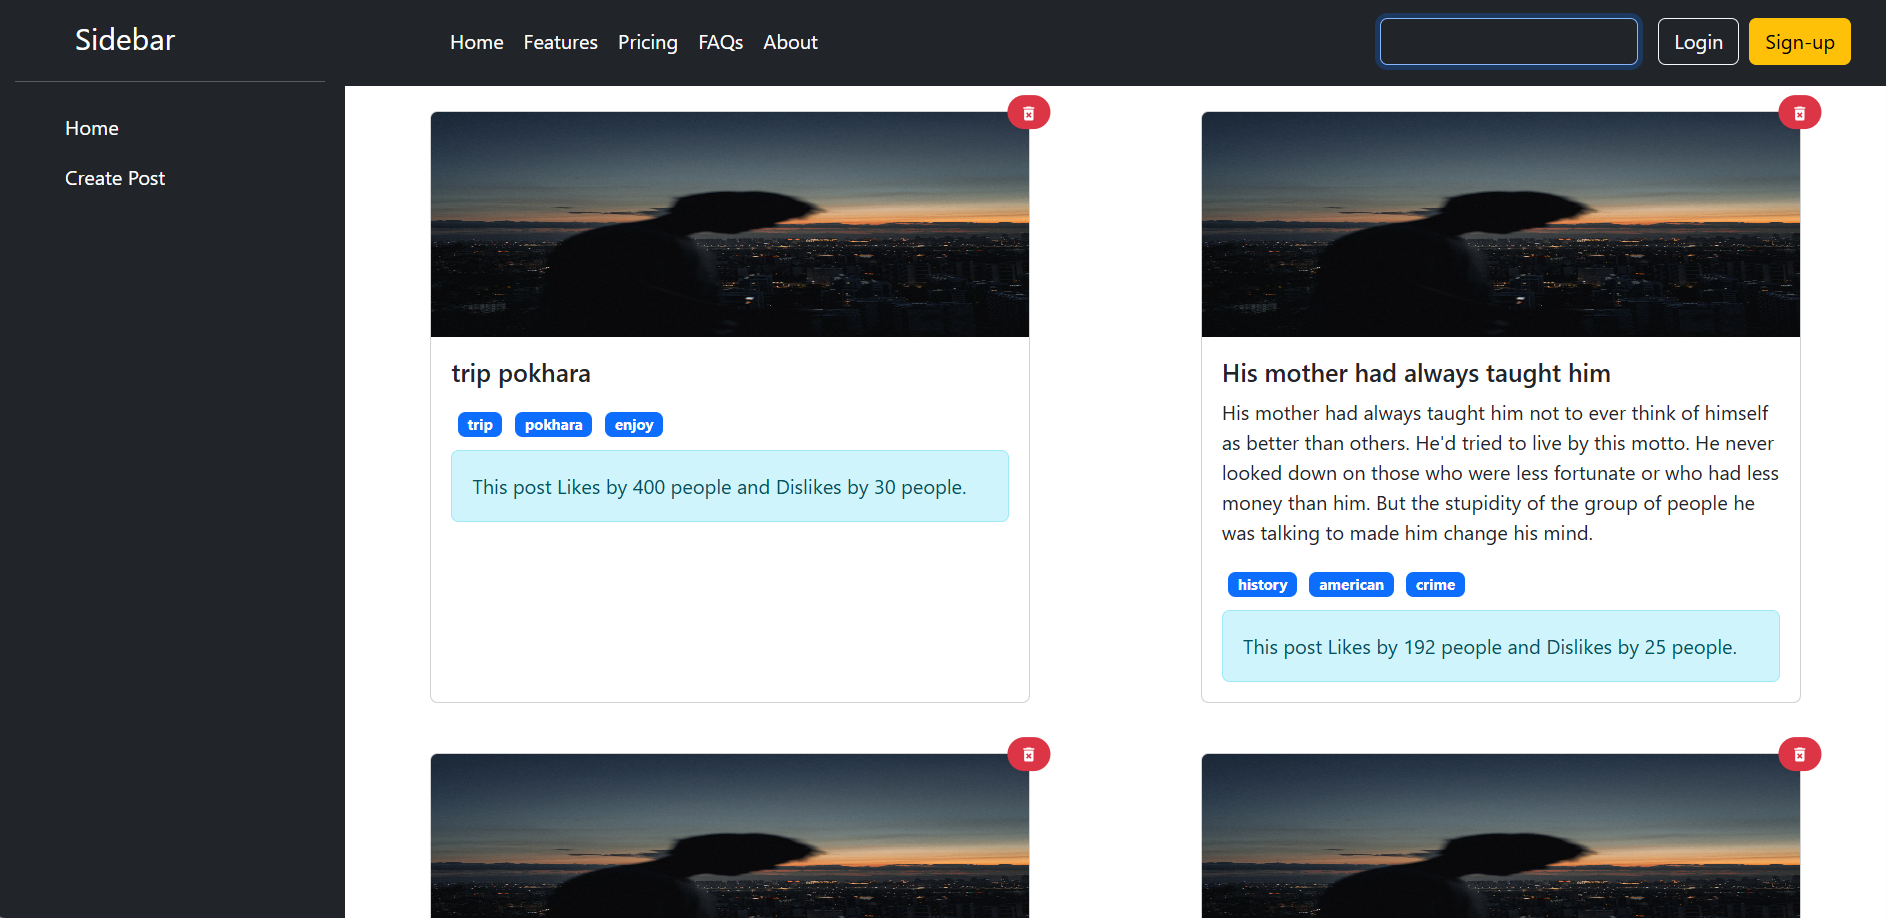 Sidebar
Home Features Pricing FAQs About
Login
Sign-up
Home
Create Post
trip pokhara
trip pokhara enjoy
This post Likes by 400 people and Dislikes by 30 people.
His mother had always taught him
His mother had always taught him not to ever think of himself
as better than others. He'd tried to live by this motto. He never
looked down on those who were less fortunate or who had less
money than him. But the stupidity of the group of people he
was talking to made him change his mind.
history american crime
This post Likes by 192 people and Dislikes by 25 people.